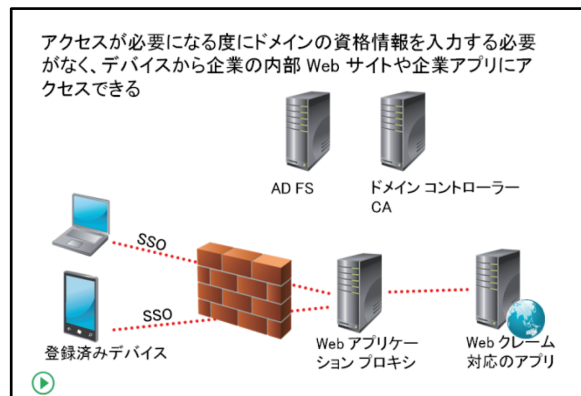 アクセスが必要になる度にドメインの資格情報を入力する必要
がなく、デバイスから企業の内部 Web サイトや企業アプリにア
クセスできる
AD FS
ドメイン コントローラー
CA
SSO
SSO
登録済みデバイス
Web アプリケー
ション プロキシ
Web クレーム
対応のアプリ